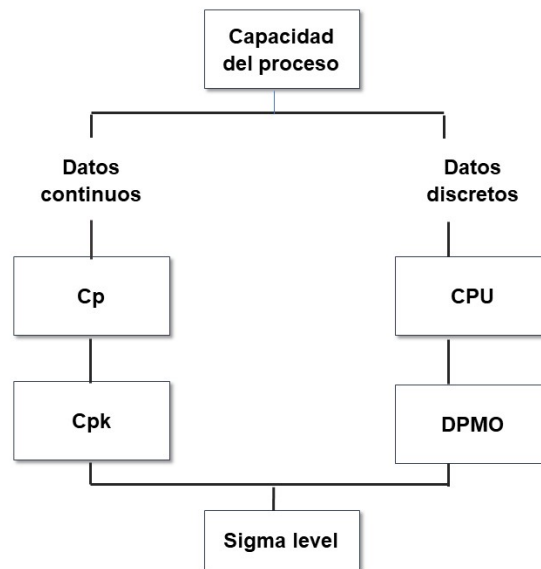 Capacidad
del proceso
Datos
continuos
Datos
discretos
Cp
CPU
Cpk
DPMO
Sigma level